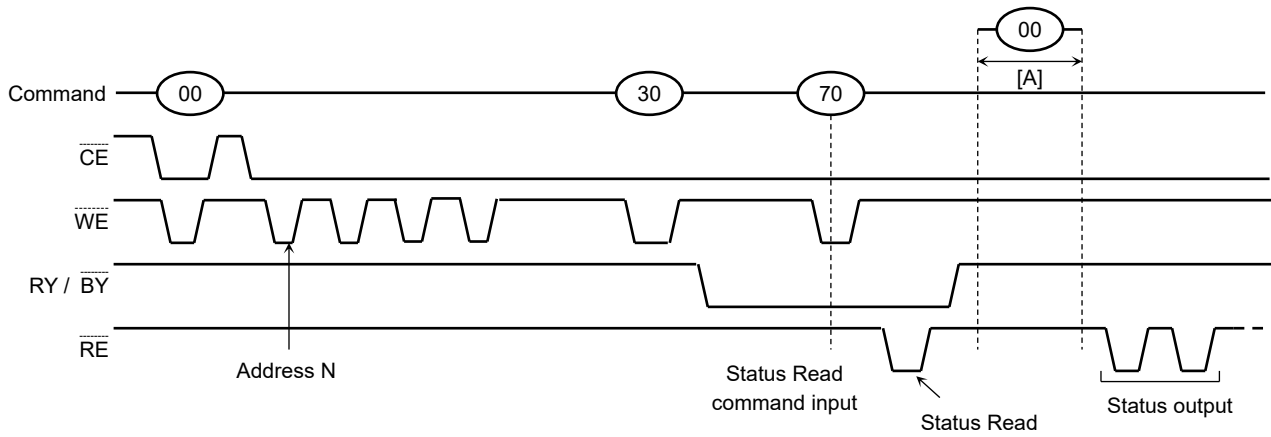 00
[A]
Command 00 30 70
CE
WE
RY / BY
RE
Address N
Status Read
command input
Status Read
Status output